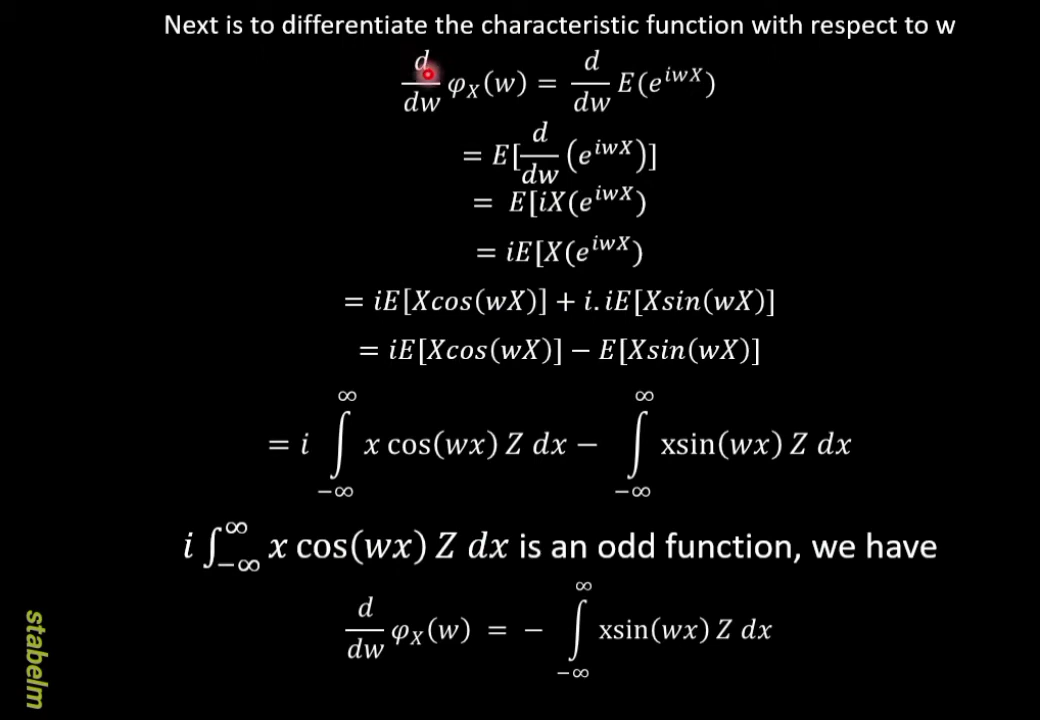 Next is to differentiate the characteristic function with respect to w
d/dw φ_X(w) = d/dw E(e^{iwX})
= E[d/dw (e^{iwX})]
= E[iX(e^{iwX})
= iE[X(e^{iwX})
= iE[Xcos(wX)] + i.iE[Xsin(wX)]
= iE[Xcos(wX)] − E[Xsin(wX)]
= i ∫_{−∞}^{∞} x cos(wx) Z dx − ∫_{−∞}^{∞} xsin(wx) Z dx
i ∫_{−∞}^{∞} x cos(wx) Z dx is an odd function, we have
d/dw φ_X(w) = − ∫_{−∞}^{∞} xsin(wx) Z dx
stabelm